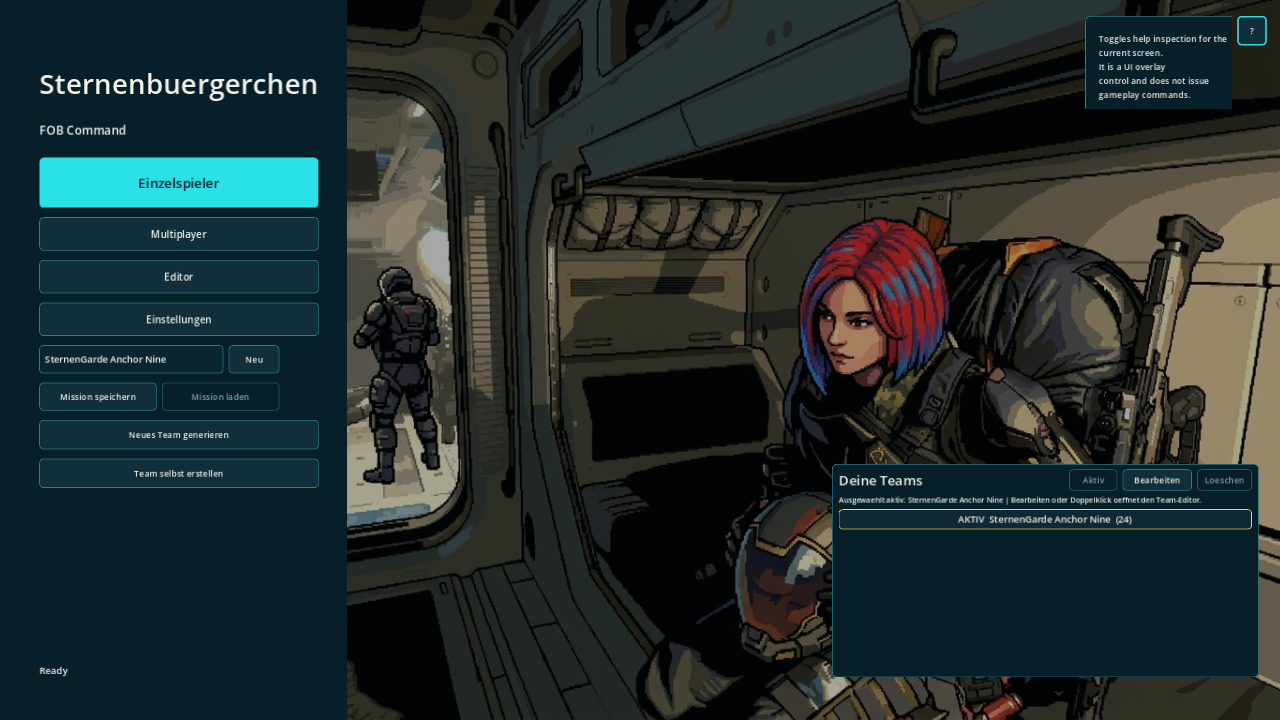 Sternenbuergerchen
FOB Command
Einzelspieler
Multiplayer
Editor
Einstellungen
SternenGarde Anchor Nine
Neu
Mission speichern
Mission laden
Neues Team generieren
Team selbst erstellen
Ready
Toggles help inspection for the
current screen.
It is a UI overlay
control and does not issue
gameplay commands.
?
Deine Teams
Aktiv
Bearbeiten
Loeschen
Ausgewaehlt aktiv: SternenGarde Anchor Nine | Bearbeiten oder Doppelklick oeffnet den Team-Editor.
AKTIV SternenGarde Anchor Nine (24)